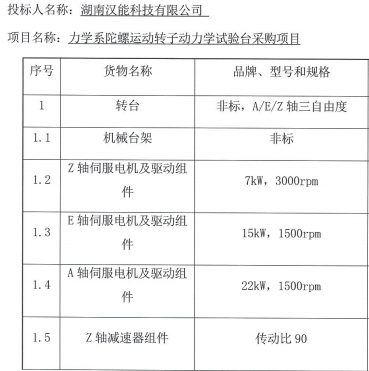 投标人名称：湖南汉能科技有限公司
项目名称：力学系陀螺运动转子动力学试验台采购项目
序号 货物名称 品牌、型号和规格
1 转台 非标，A/E/Z 轴三自由度
1.1 机械台架 非标
1.2 Z 轴伺服电机及驱动组件 7kW，3000rpm
1.3 E 轴伺服电机及驱动组件 15kW，1500rpm
1.4 A 轴伺服电机及驱动组件 22kW，1500rpm
1.5 Z 轴减速器组件 传动比 90